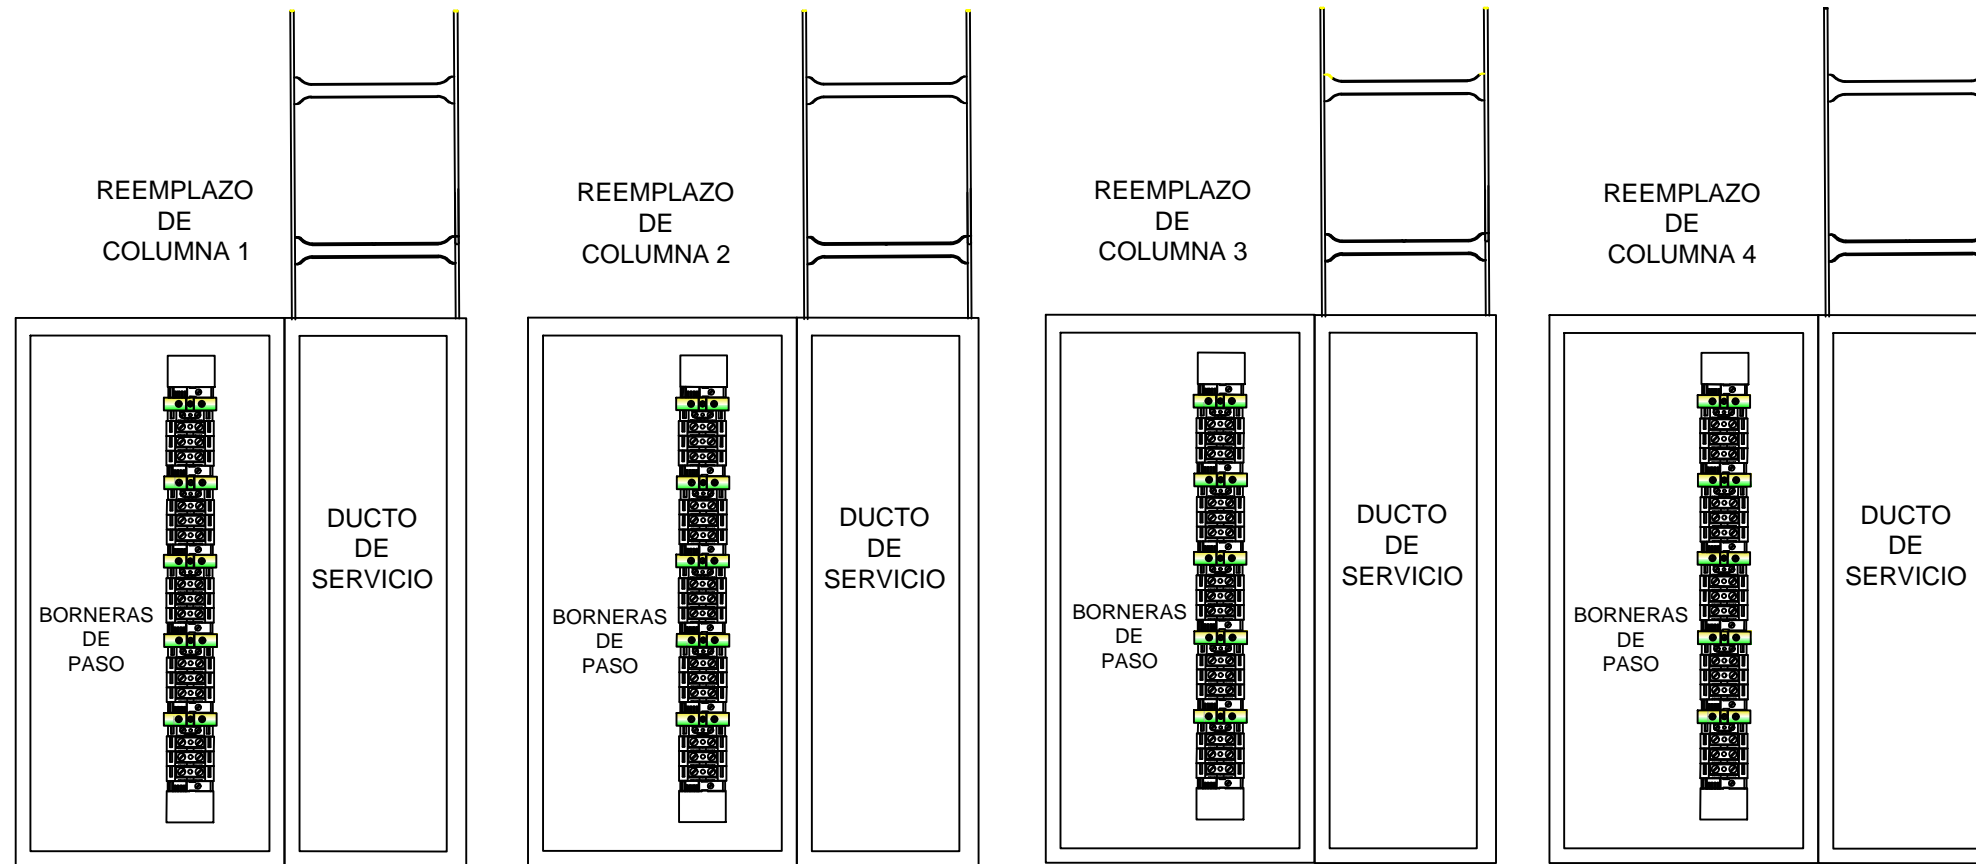 REEMPLAZO
DE
COLUMNA 1
REEMPLAZO
DE
COLUMNA 2
REEMPLAZO
DE
COLUMNA 3
REEMPLAZO
DE
COLUMNA 4
BORNERAS
DE
PASO
DUCTO
DE
SERVICIO
BORNERAS
DE
PASO
DUCTO
DE
SERVICIO
BORNERAS
DE
PASO
DUCTO
DE
SERVICIO
BORNERAS
DE
PASO
DUCTO
DE
SERVICIO